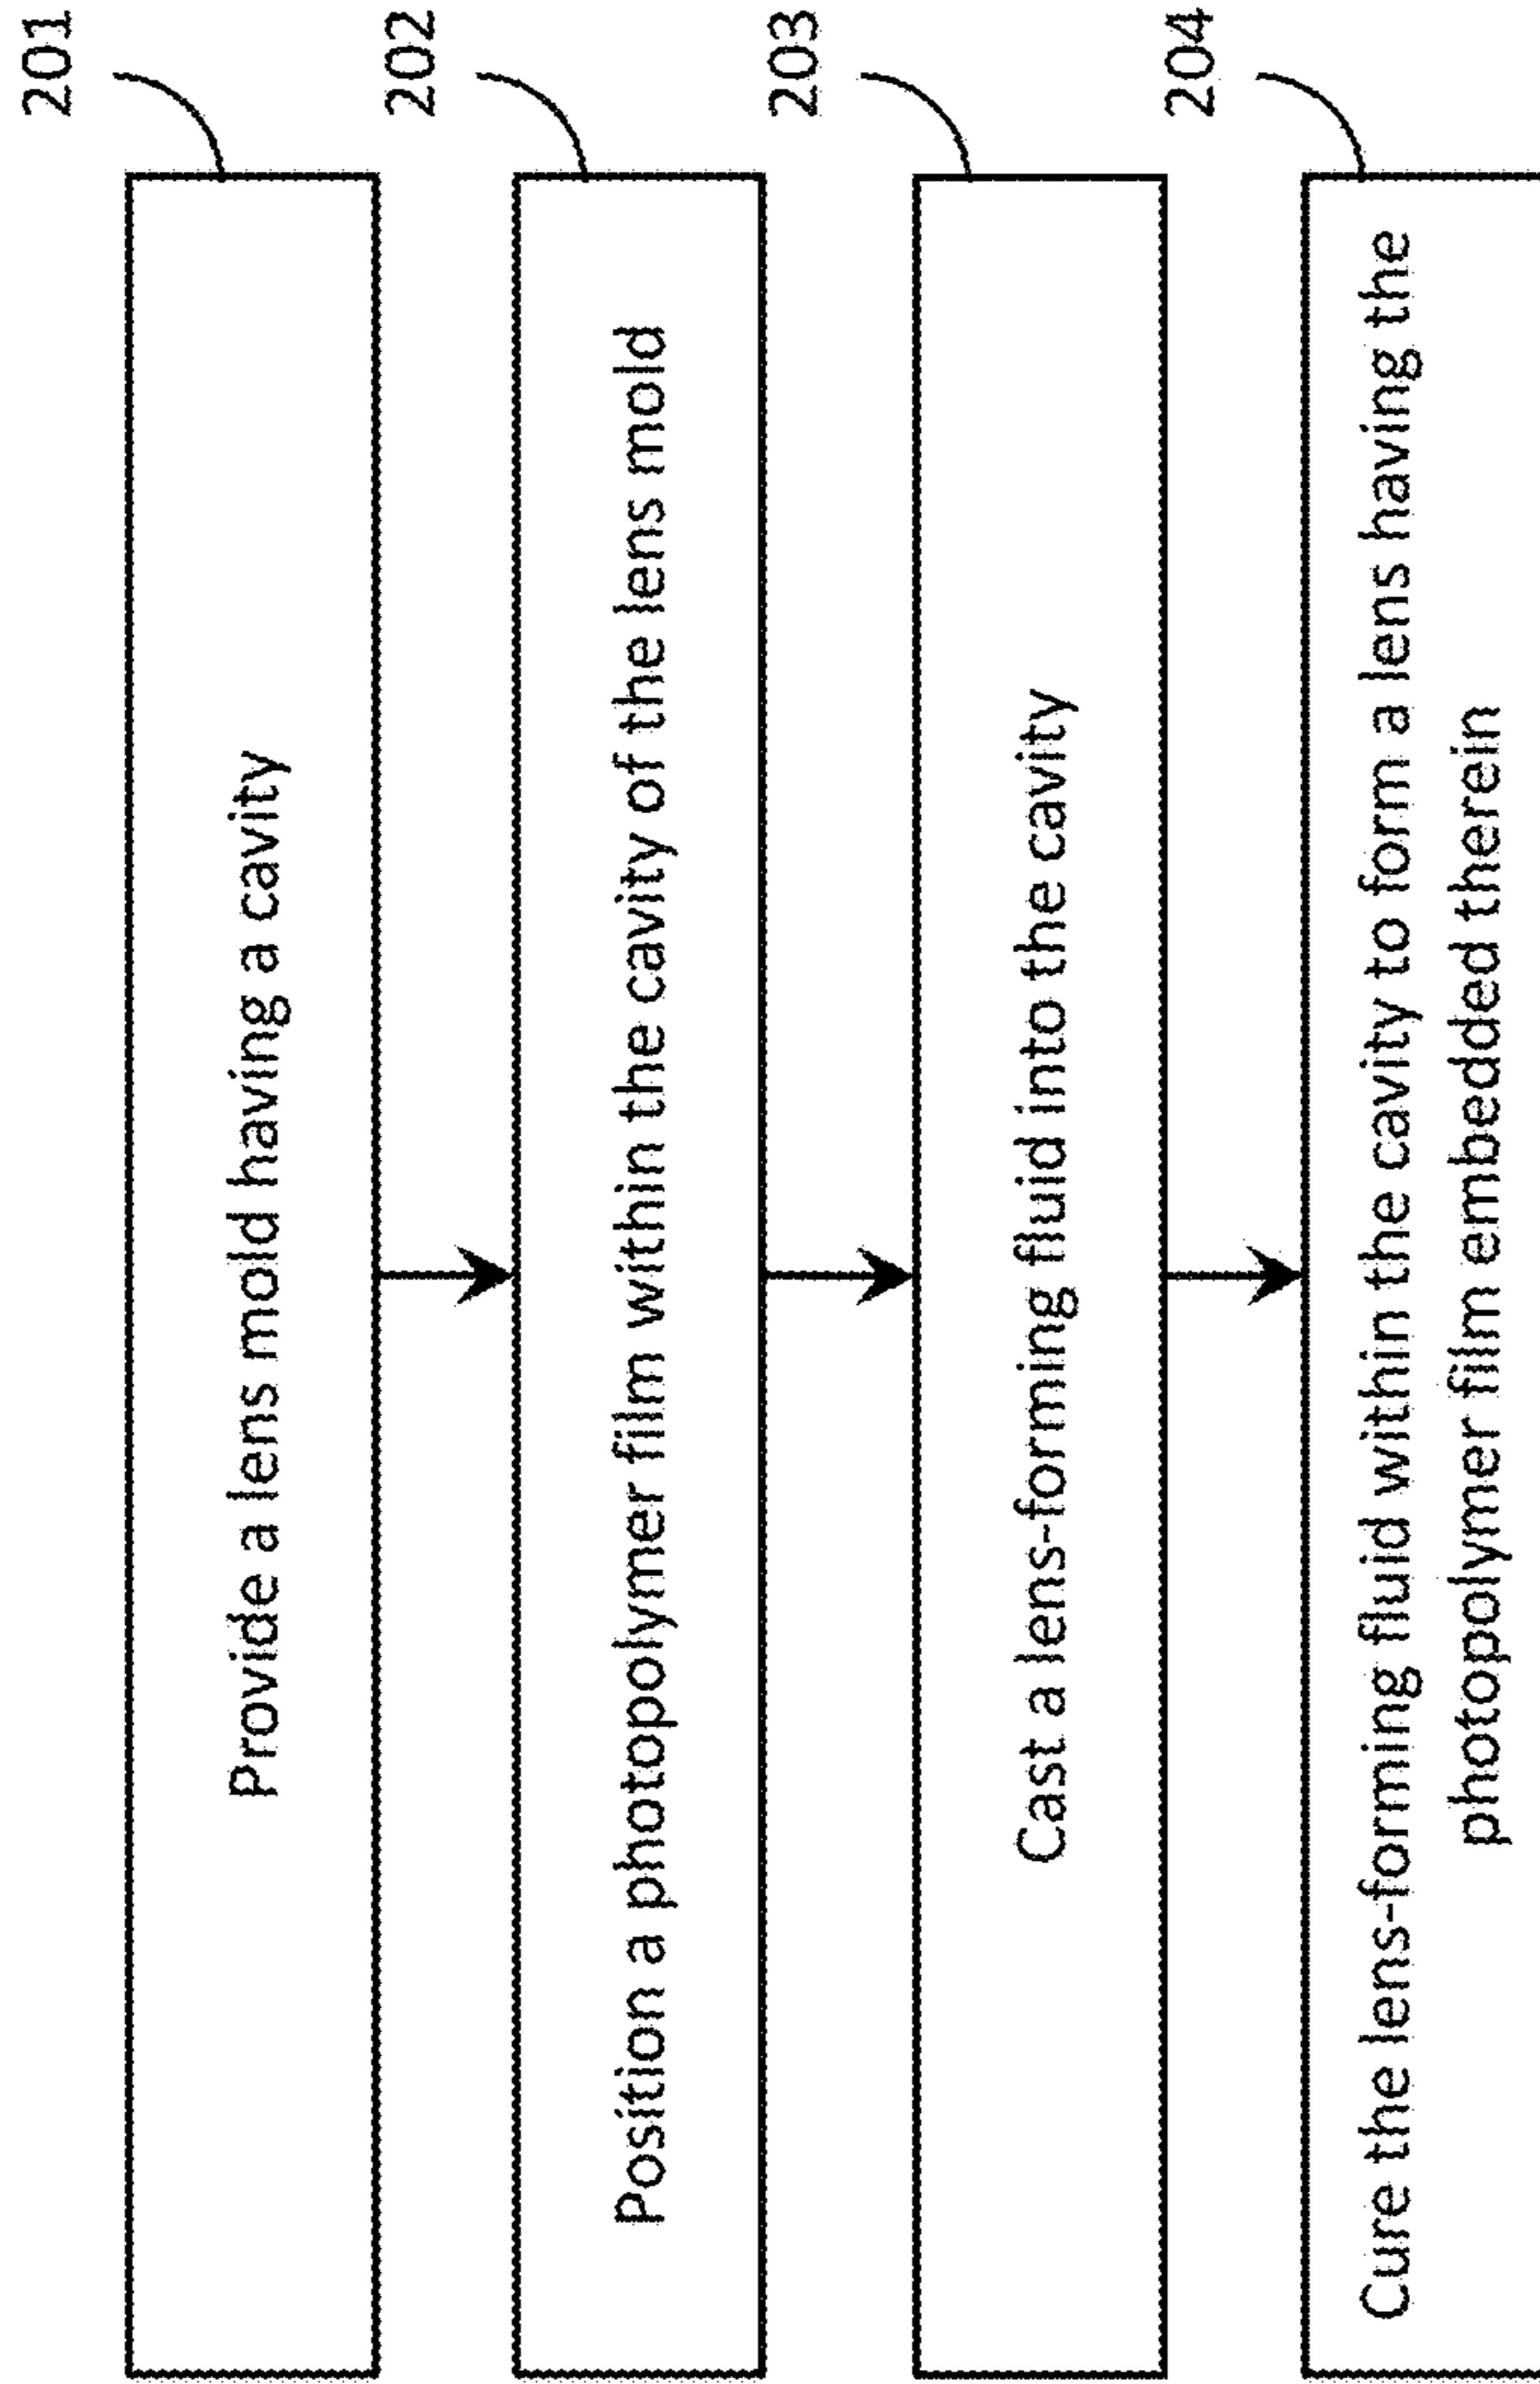 201
Provide a lens mold having a cavity
202
Position a photopolymer film within the cavity of the lens mold
203
Cast a lens-forming fluid into the cavity
204
Cure the lens-forming fluid within the cavity to form a lens having the
photopolymer film embedded therein